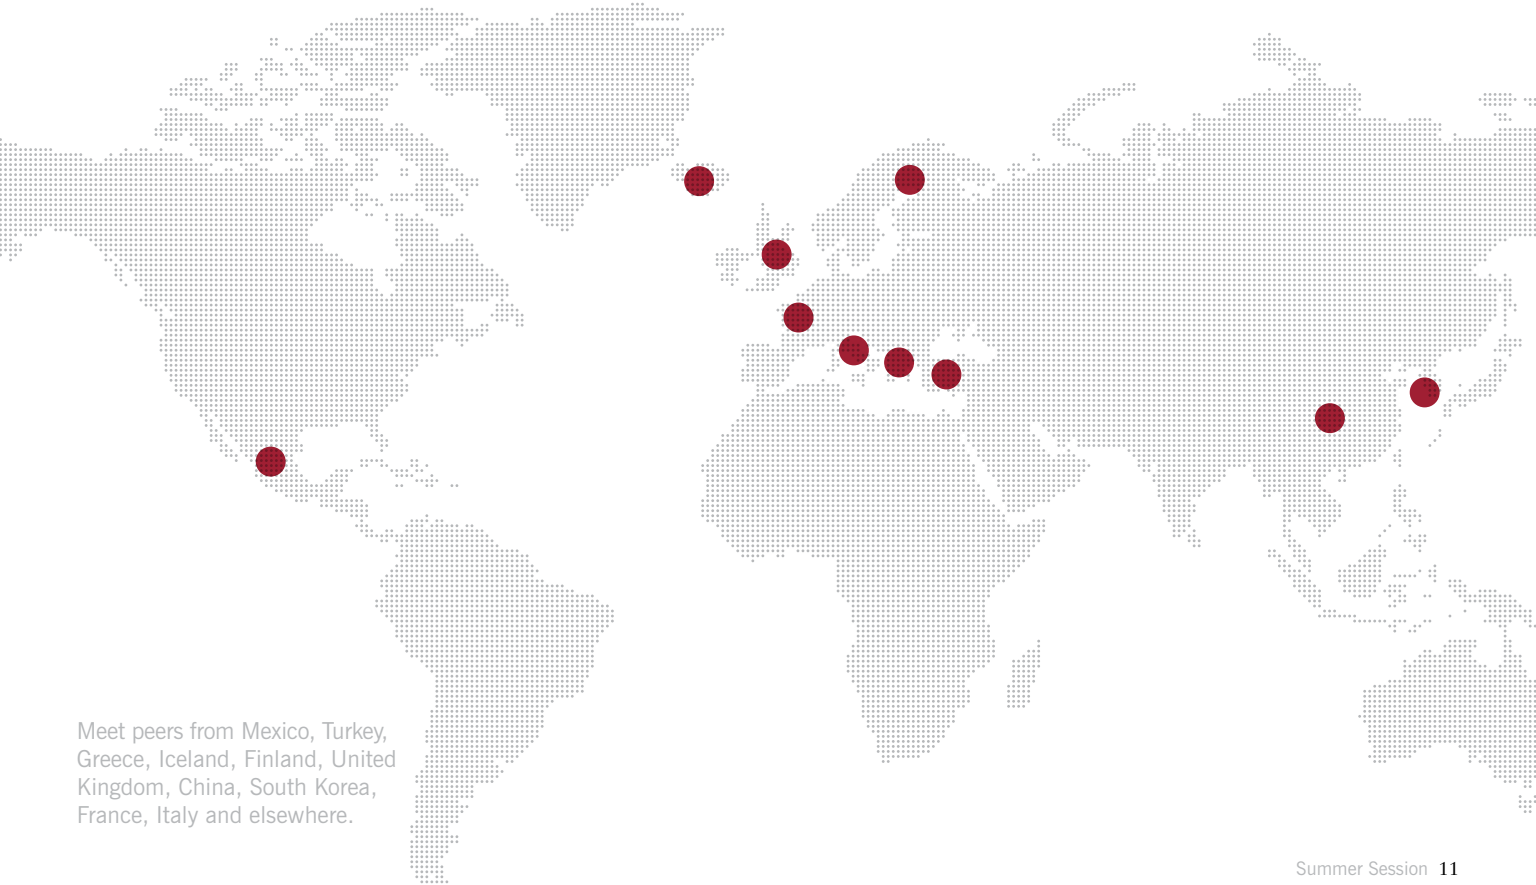 Meet peers from Mexico, Turkey,
Greece, Iceland, Finland, United
Kingdom, China, South Korea,
France, Italy and elsewhere.
Summer Session 11